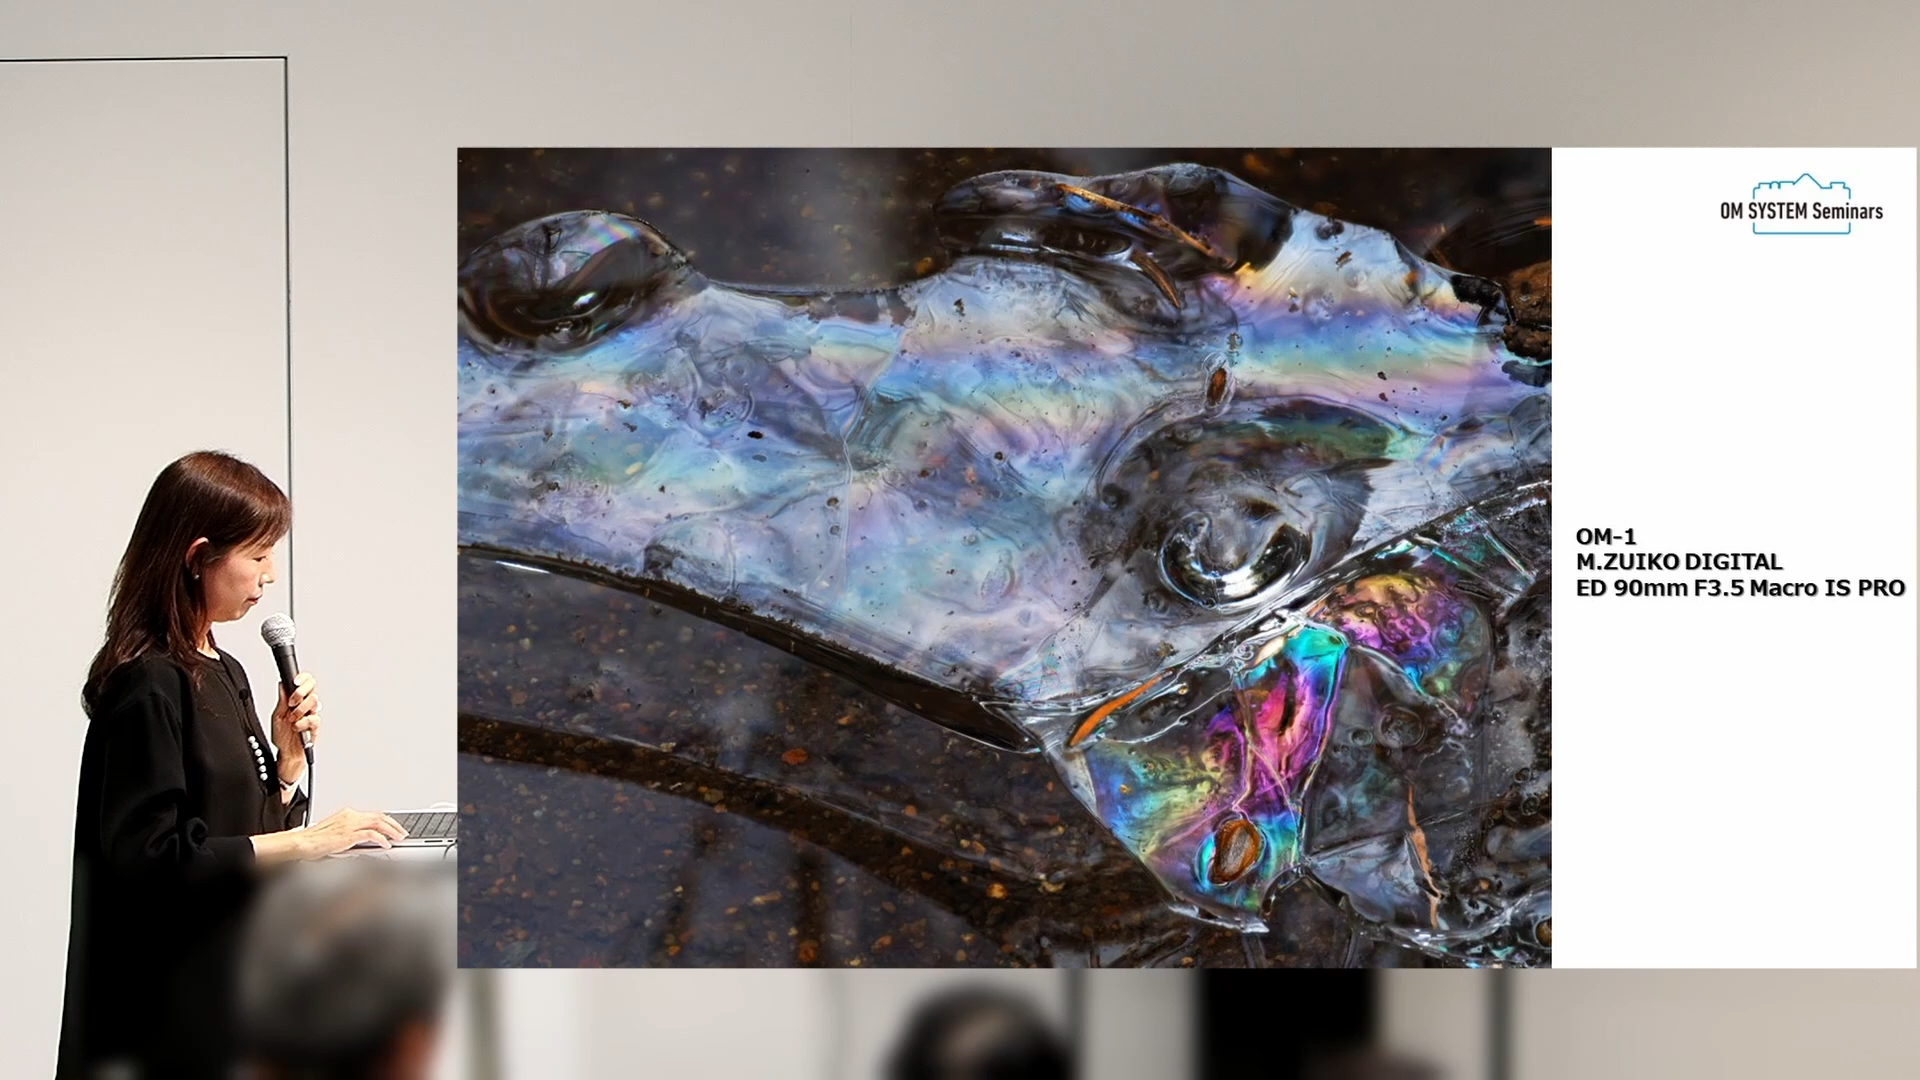 OM SYSTEM Seminars
OM-1
M.ZUIKO DIGITAL
ED 90mm F3.5 Macro IS PRO